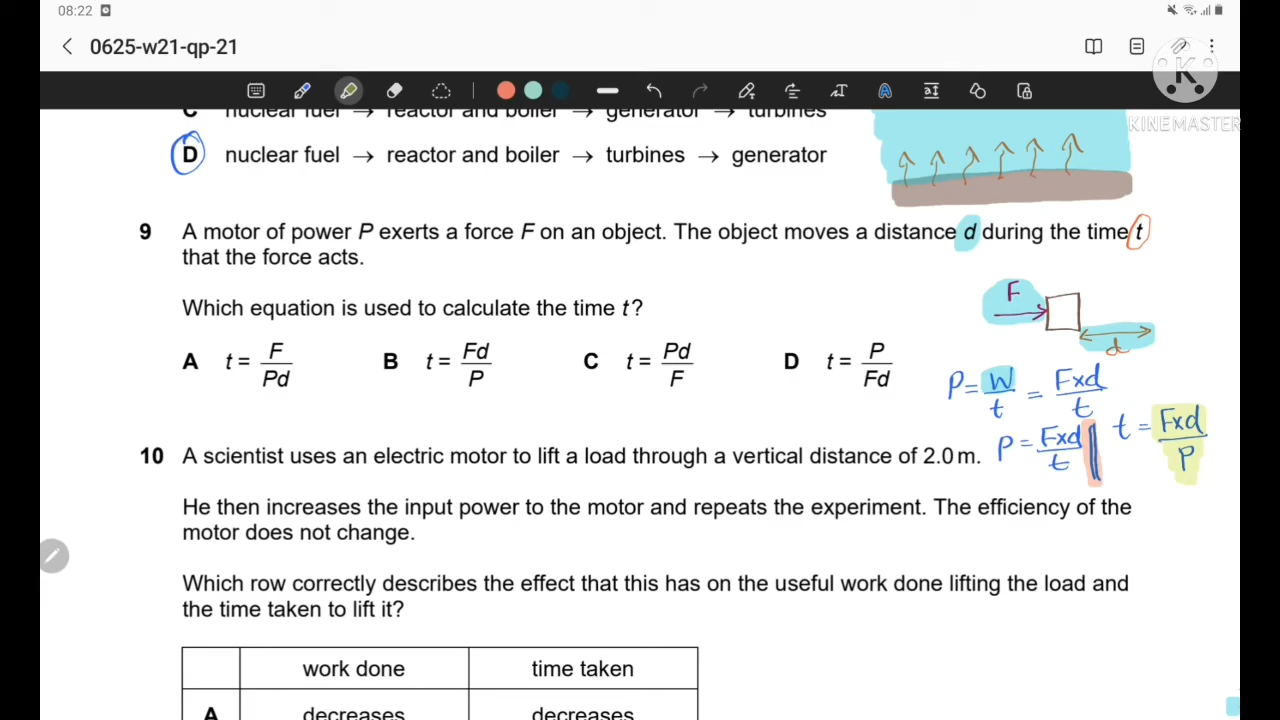 08:22
0625-w21-qp-21
K
KINEMASTER
C nuclear fuel → reactor and boiler → generator → turbines
D nuclear fuel → reactor and boiler → turbines → generator
9 A motor of power P exerts a force F on an object. The object moves a distance d during the time t
that the force acts.
Which equation is used to calculate the time t?
A t = F/Pd B t = Fd/P C t = Pd/F D t = P/Fd
F
d
P = W/t = Fxd/t
P = Fxd/t t = Fxd/P
10 A scientist uses an electric motor to lift a load through a vertical distance of 2.0 m.
He then increases the input power to the motor and repeats the experiment. The efficiency of the
motor does not change.
Which row correctly describes the effect that this has on the useful work done lifting the load and
the time taken to lift it?
work done time taken
A decreases decreases